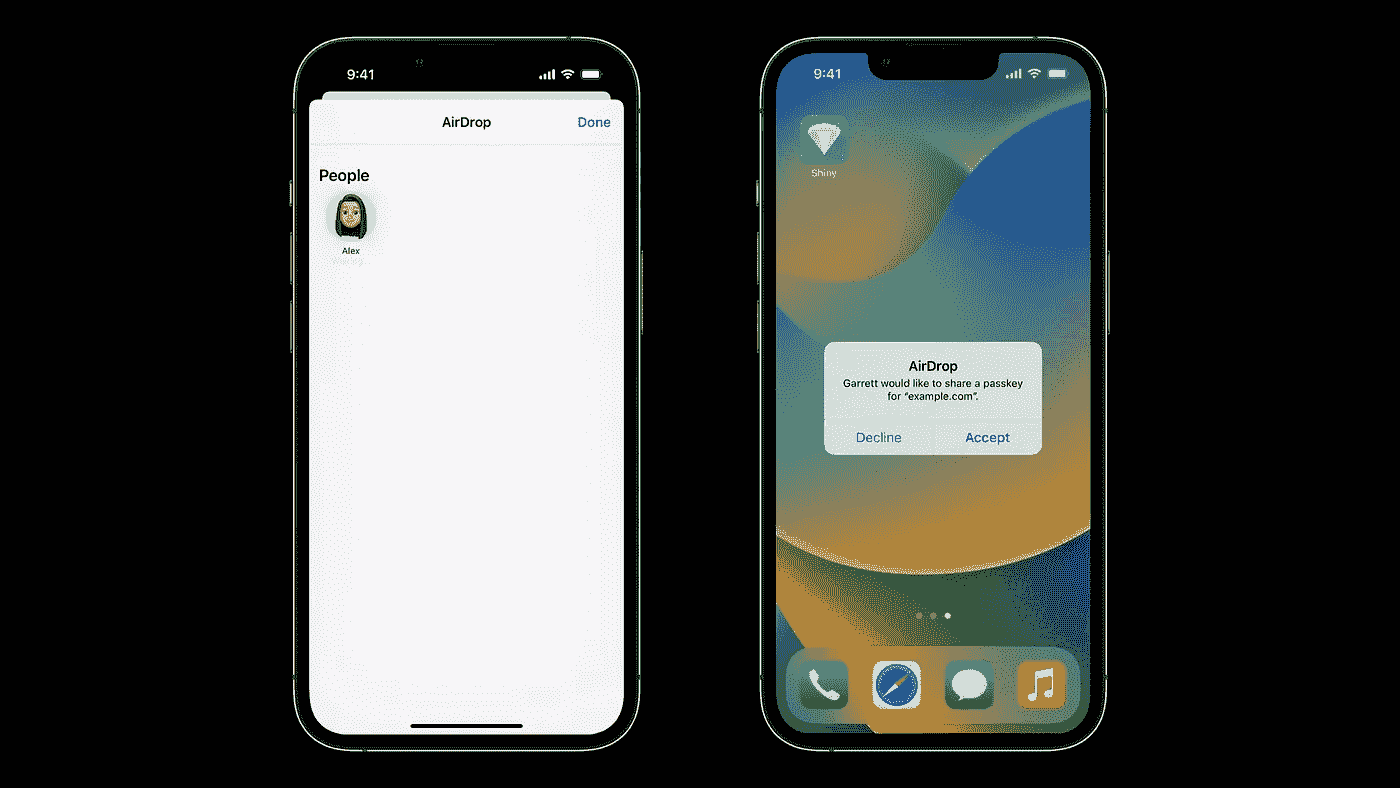 9:41
AirDrop
Done
People
Alex
Waiting...
9:41
Shiny
AirDrop
Garrett would like to share a passkey
for “example.com”.
Decline
Accept